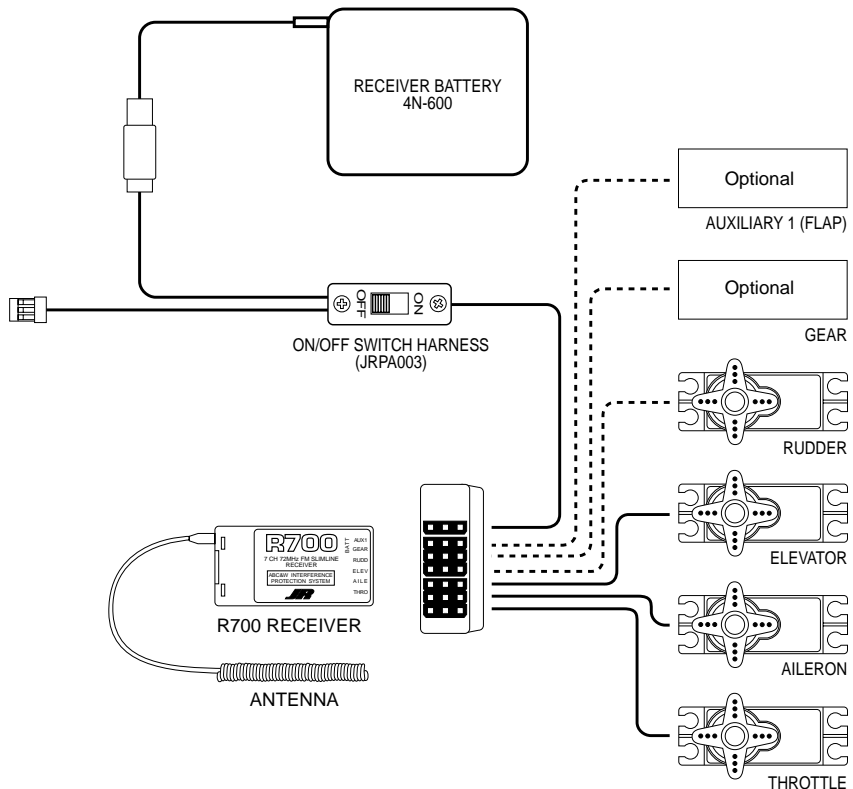 RECEIVER BATTERY
4N-600
Optional
AUXILIARY 1 (FLAP)
Optional
GEAR
OFF
ON
ON/OFF SWITCH HARNESS
(JRPA003)
RUDDER
ELEVATOR
R700
7 CH 72MHz FM SLIMLINE
RECEIVER
ABC&W INTERFERENCE
PROTECTION SYSTEM
JR
BATT
AUX1
GEAR
RUDD
ELEV
AILE
THRO
R700 RECEIVER
ANTENNA
AILERON
THROTTLE